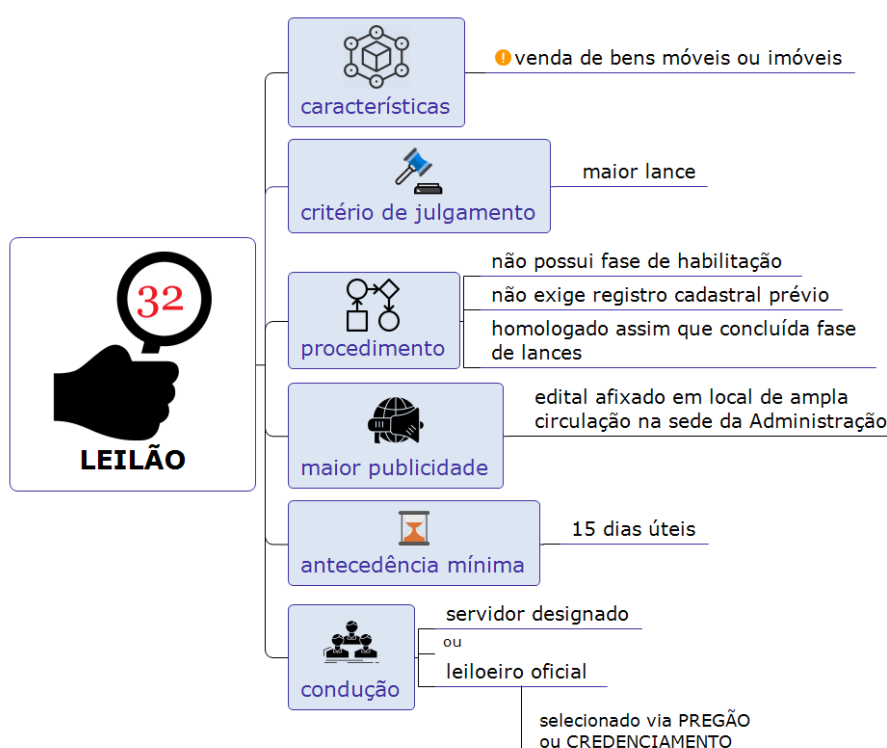 32
LEILÃO
características
venda de bens móveis ou imóveis
critério de julgamento
maior lance
procedimento
não possui fase de habilitação
não exige registro cadastral prévio
homologado assim que concluída fase
de lances
maior publicidade
edital afixado em local de ampla
circulação na sede da Administração
antecedência mínima
15 dias úteis
condução
servidor designado
ou
leiloeiro oficial
selecionado via PREGÃO
ou CREDENCIAMENTO